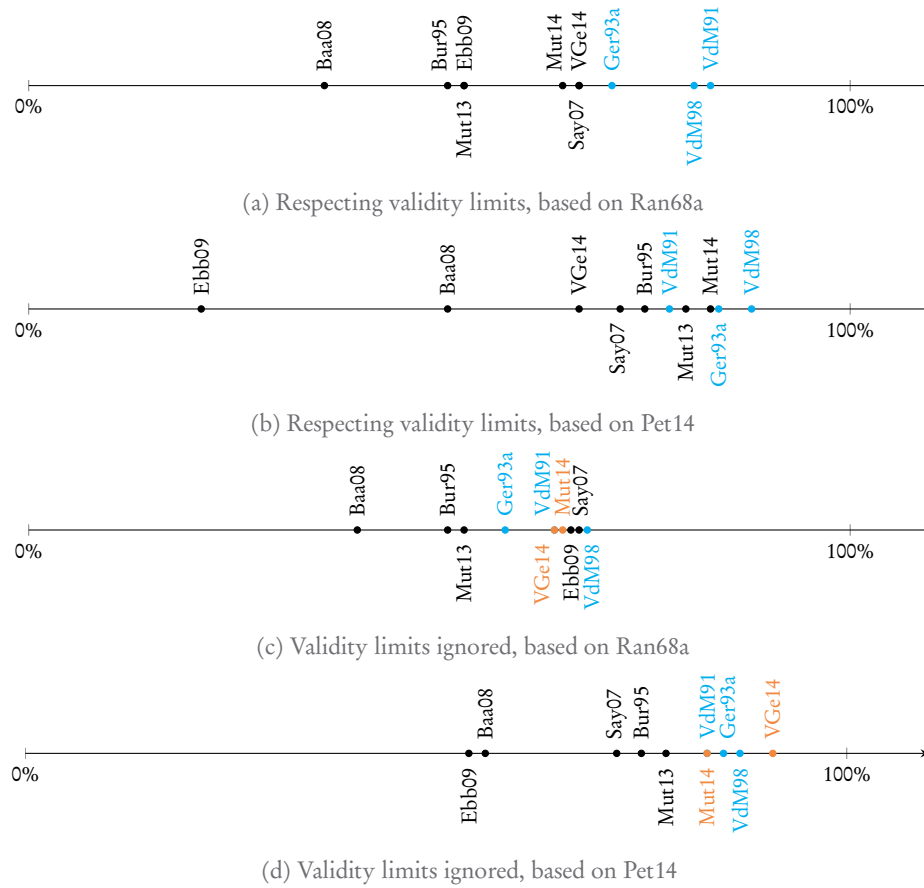 Baa08
Bur95
Ebb09
Mut14
VGe14
Ger93a
VdM91
0%
100%
Mut13
Say07
VdM98
(a) Respecting validity limits, based on Ran68a
Ebb09
Baa08
VGe14
Bur95
VdM91
Mut14
VdM98
0%
100%
Say07
Mut13
Ger93a
(b) Respecting validity limits, based on Pet14
Baa08
Bur95
Ger93a
VdM91
Mut14
Say07
0%
100%
Mut13
VGe14
Ebb09
VdM98
(c) Validity limits ignored, based on Ran68a
Baa08
Say07
Bur95
VdM91
Ger93a
VGe14
0%
100%
Ebb09
Mut13
Mut14
VdM98
(d) Validity limits ignored, based on Pet14